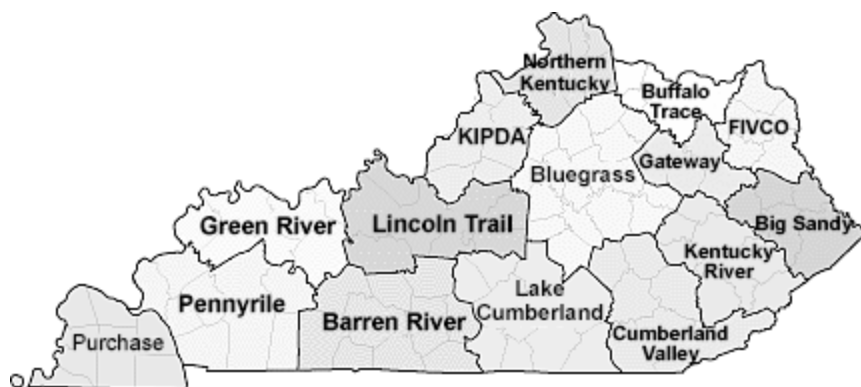 Northern
Kentucky
Buffalo
Trace
FIVCO
KIPDA
Gateway
Bluegrass
Green River
Lincoln Trail
Big Sandy
Kentucky
River
Pennyrile
Lake
Cumberland
Barren River
Purchase
Cumberland
Valley